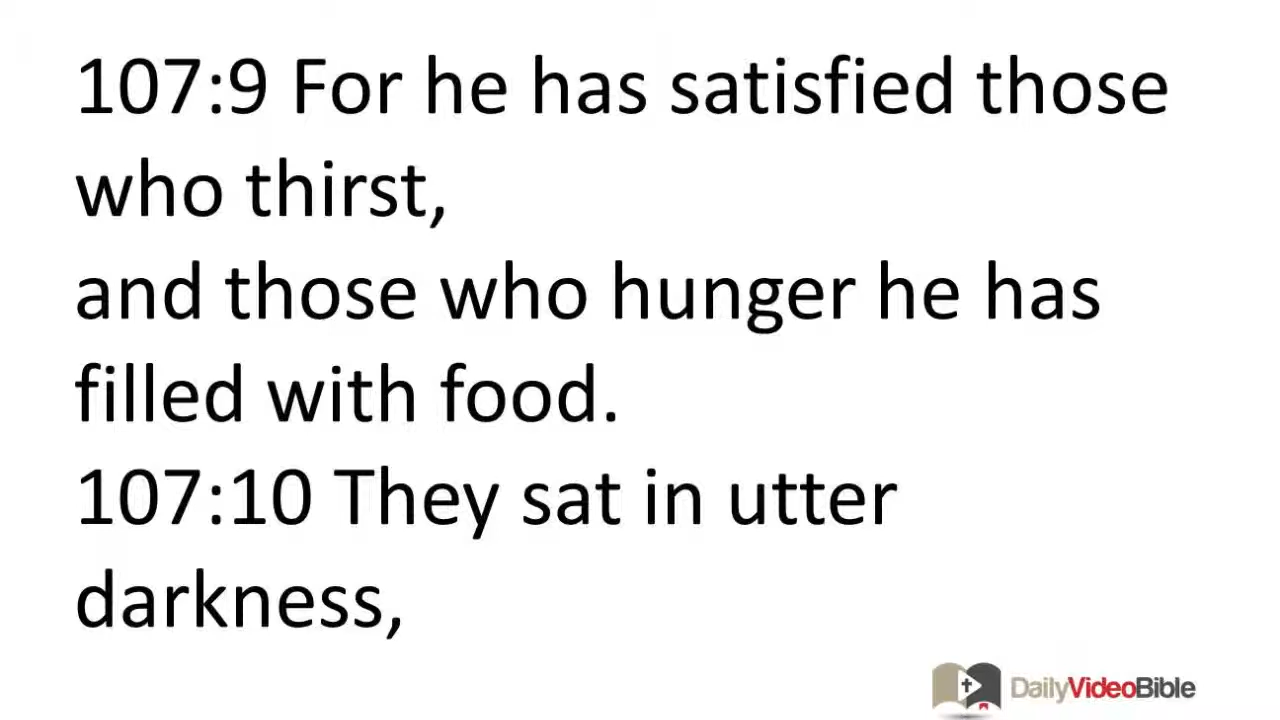 107:9 For he has satisfied those
who thirst,
and those who hunger he has
filled with food.
107:10 They sat in utter
darkness,
DailyVideoBible